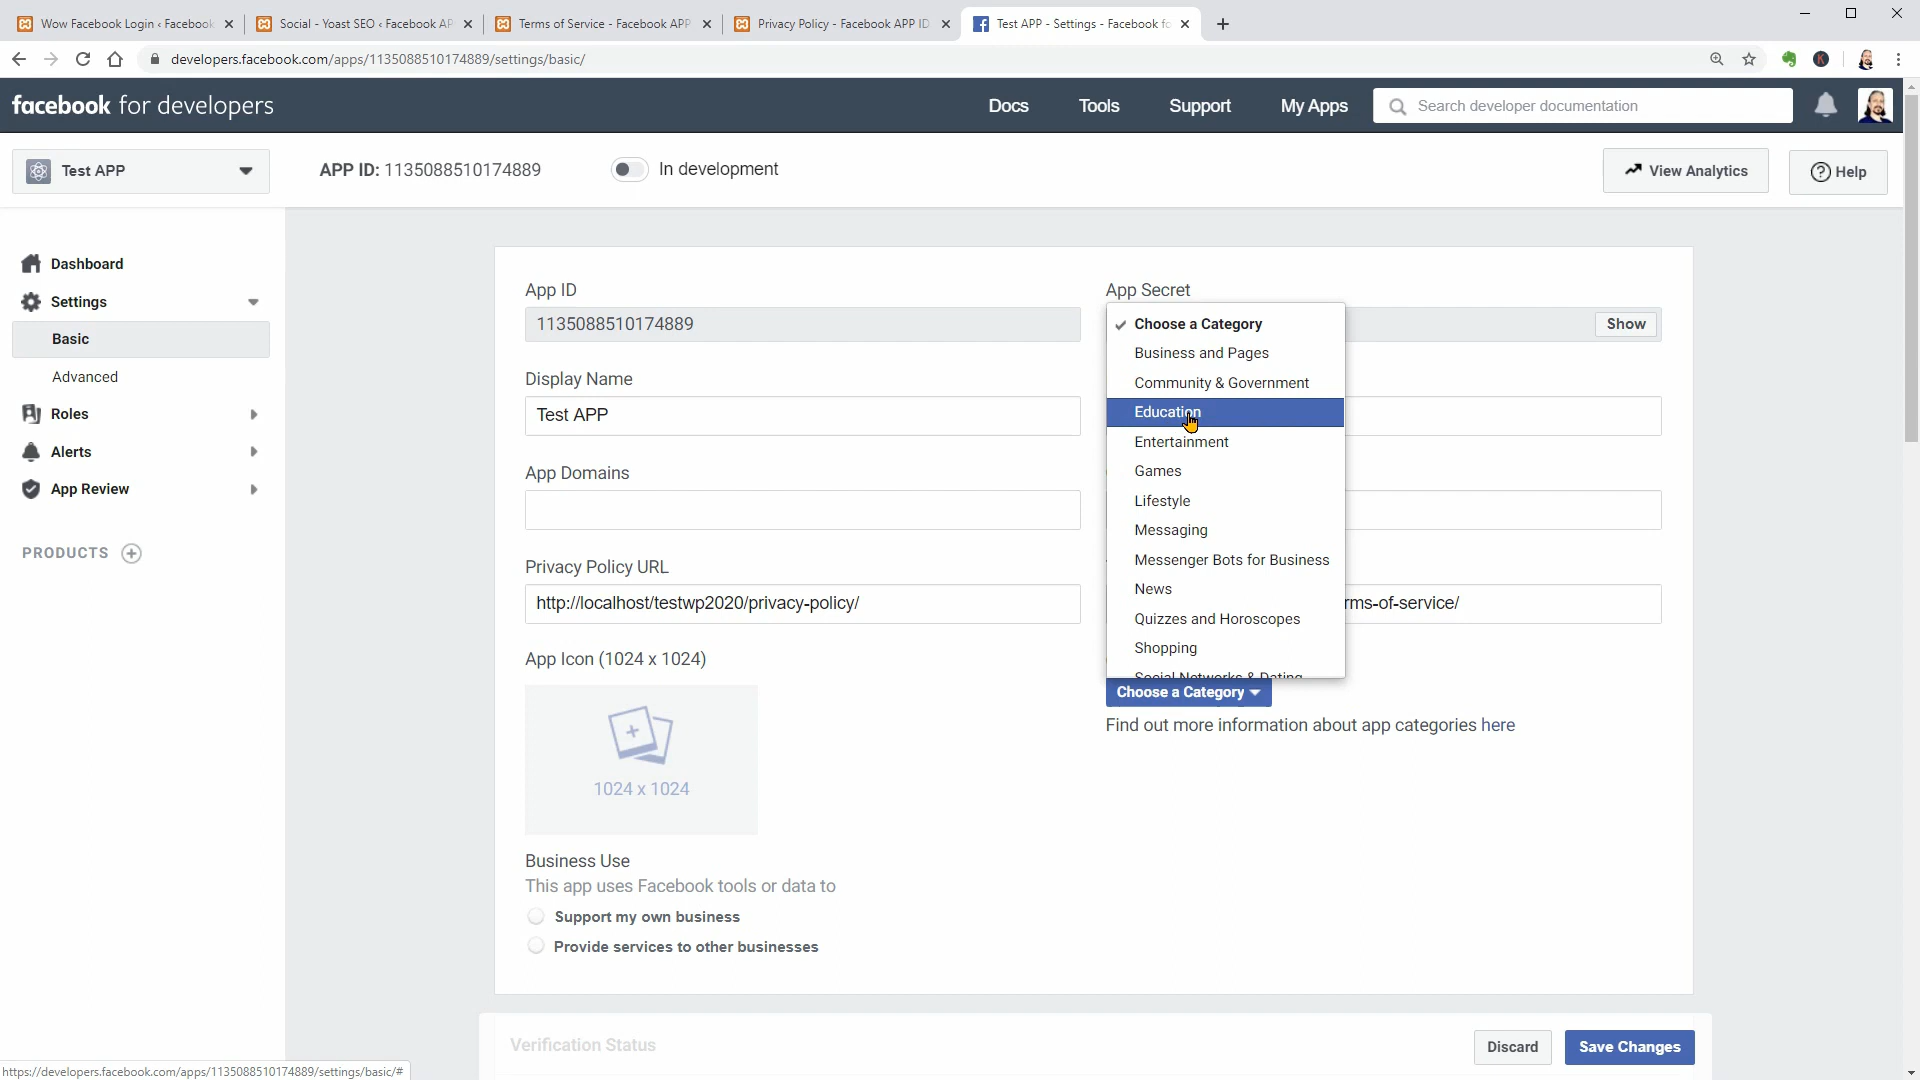 Wow Facebook Login ‹ Facebook
Social - Yoast SEO ‹ Facebook AP
Terms of Service - Facebook APP
Privacy Policy - Facebook APP ID
Test APP - Settings - Facebook fo
developers.facebook.com/apps/1135088510174889/settings/basic/
facebook for developers
Docs
Tools
Support
My Apps
Search developer documentation
Test APP
APP ID: 1135088510174889
In development
View Analytics
Help
Dashboard
Settings
Basic
Advanced
Roles
Alerts
App Review
PRODUCTS
App ID
1135088510174889
Display Name
Test APP
App Domains
Privacy Policy URL
http://localhost/testwp2020/privacy-policy/
App Icon (1024 x 1024)
1024 x 1024
Business Use
This app uses Facebook tools or data to
Support my own business
Provide services to other businesses
App Secret
Show
Choose a Category
Business and Pages
Community & Government
Education
Entertainment
Games
Lifestyle
Messaging
Messenger Bots for Business
News
Quizzes and Horoscopes
Shopping
Social Networks & Dating
rms-of-service/
Choose a Category
Find out more information about app categories here
Verification Status
Discard
Save Changes
https://developers.facebook.com/apps/1135088510174889/settings/basic/#